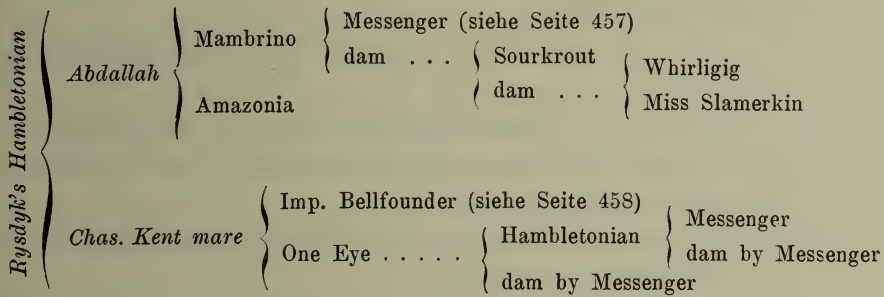 Rysdyk's Hambletonian
Abdallah
Mambrino
Messenger (siehe Seite 457)
dam . . .
Sourkrout
dam . . .
Whirligig
Miss Slamerkin
Amazonia
Chas. Kent mare
Imp. Bellfounder (siehe Seite 458)
One Eye . . . . .
Hambletonian
Messenger
dam by Messenger
dam by Messenger